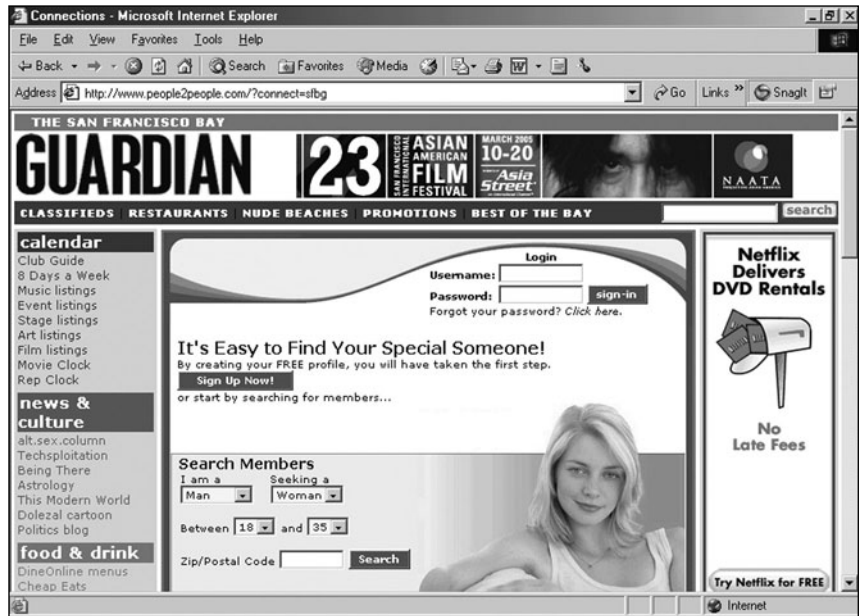 Connections - Microsoft Internet Explorer
File Edit View Favorites Tools Help
Back Search Favorites Media
Address http://www.people2people.com/?connect=sfbg Go Links » SnagIt
THE SAN FRANCISCO BAY
GUARDIAN
23
SAN FRANCISCO
INTERNATIONAL
ASIAN
AMERICAN
FILM
FESTIVAL
MARCH 2005
10-20
Asia
Street
NAATA
CLASSIFIEDS | RESTAURANTS | NUDE BEACHES | PROMOTIONS | BEST OF THE BAY
search
calendar
Club Guide
8 Days a Week
Music listings
Event listings
Stage listings
Art listings
Film listings
Movie Clock
Rep Clock
news &
culture
alt.sex.column
Techsploitation
Being There
Astrology
This Modern World
Dolezal cartoon
Politics blog
food & drink
DineOnline menus
Cheap Eats
Login
Username:
Password: sign-in
Forgot your password? Click here.
It's Easy to Find Your Special Someone!
By creating your FREE profile, you will have taken the first step.
Sign Up Now!
or start by searching for members...
Search Members
I am a Seeking a
Man Woman
Between 18 and 35
Zip/Postal Code Search
Netflix
Delivers
DVD Rentals
No
Late Fees
Try Netflix for FREE
Internet